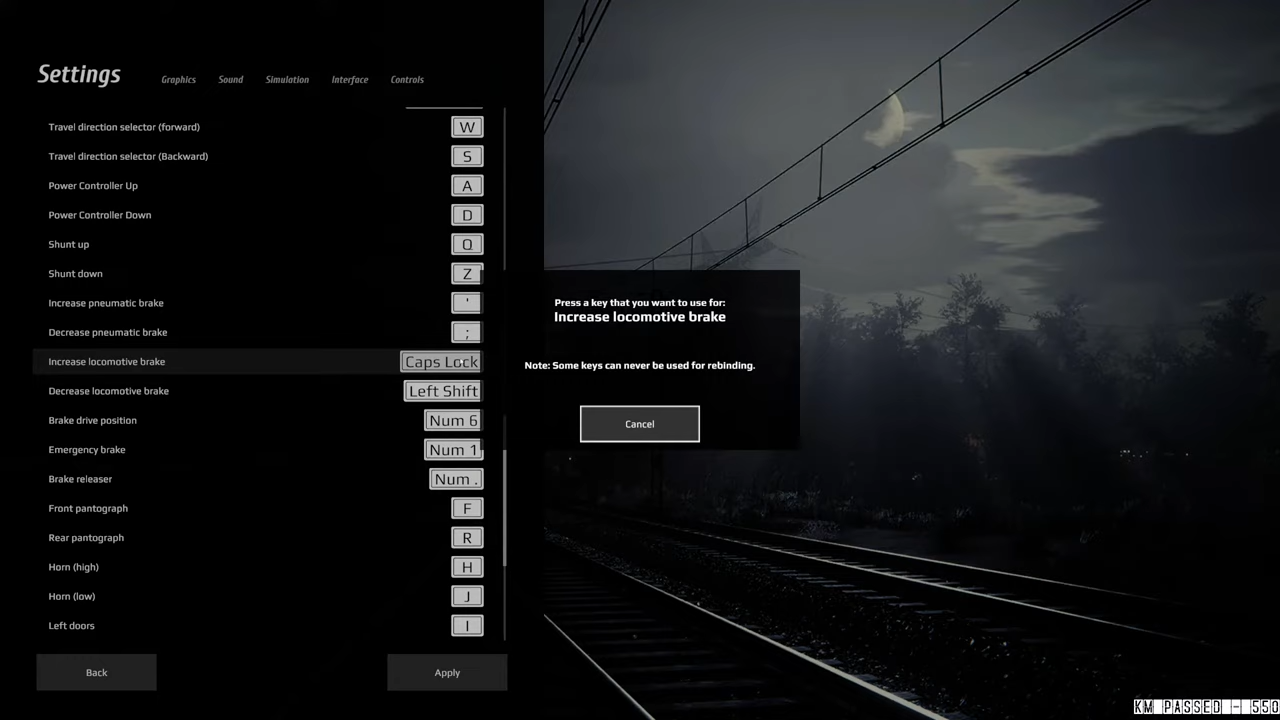 Settings
Graphics Sound Simulation Interface Controls
Travel direction selector (forward) W
Travel direction selector (Backward) S
Power Controller Up A
Power Controller Down D
Shunt up Q
Shunt down Z
Increase pneumatic brake '
Decrease pneumatic brake ;
Increase locomotive brake Caps Lock
Decrease locomotive brake Left Shift
Brake drive position Num 6
Emergency brake Num 1
Brake releaser Num .
Front pantograph F
Rear pantograph R
Horn (high) H
Horn (low) J
Left doors I
Back Apply
Press a key that you want to use for:
Increase locomotive brake
Note: Some keys can never be used for rebinding.
Cancel
KM PASSED - 550